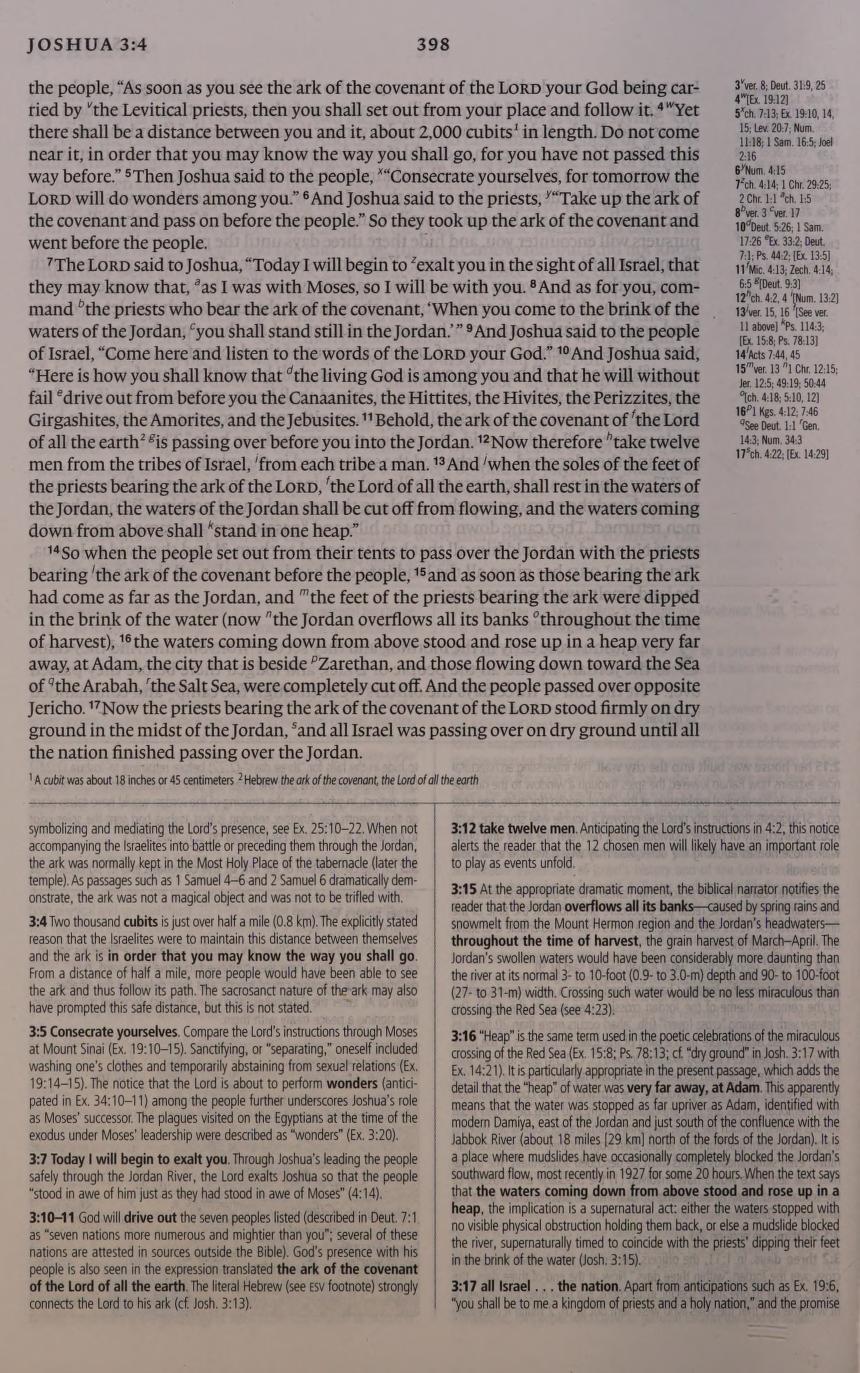 JOSHUA 3:4
398
the people, “As soon as you see the ark of the covenant of the LORD your God being car-
ried by ᵛthe Levitical priests, then you shall set out from your place and follow it. 4 ʷYet
there shall be a distance between you and it, about 2,000 cubits¹ in length. Do not come
near it, in order that you may know the way you shall go, for you have not passed this
way before.” 5 Then Joshua said to the people, ˣ“Consecrate yourselves, for tomorrow the
LORD will do wonders among you.” 6 And Joshua said to the priests, ʸ“Take up the ark of
the covenant and pass on before the people.” So they took up the ark of the covenant and
went before the people.
7 The LORD said to Joshua, “Today I will begin to ᶻexalt you in the sight of all Israel, that
they may know that, ᵃas I was with Moses, so I will be with you. 8 And as for you, com-
mand ᵇthe priests who bear the ark of the covenant, ‘When you come to the brink of the
waters of the Jordan, ᶜyou shall stand still in the Jordan.’” 9 And Joshua said to the people
of Israel, “Come here and listen to the words of the LORD your God.” 10 And Joshua said,
“Here is how you shall know that ᵈthe living God is among you and that he will without
fail ᵉdrive out from before you the Canaanites, the Hittites, the Hivites, the Perizzites, the
Girgashites, the Amorites, and the Jebusites. 11 Behold, the ark of the covenant of ᶠthe Lord
of all the earth² ᵍis passing over before you into the Jordan. 12 Now therefore ʰtake twelve
men from the tribes of Israel, ⁱfrom each tribe a man. 13 And ʲwhen the soles of the feet of
the priests bearing the ark of the LORD, ᶠthe Lord of all the earth, shall rest in the waters of
the Jordan, the waters of the Jordan shall be cut off from flowing, and the waters coming
down from above shall ᵏstand in one heap.”
14 So when the people set out from their tents to pass over the Jordan with the priests
bearing ˡthe ark of the covenant before the people, 15 and as soon as those bearing the ark
had come as far as the Jordan, and ᵐthe feet of the priests bearing the ark were dipped
in the brink of the water (now ⁿthe Jordan overflows all its banks ᵒthroughout the time
of harvest), 16 the waters coming down from above stood and rose up in a heap very far
away, at Adam, the city that is beside ᵖZarethan, and those flowing down toward the Sea
of ᑫthe Arabah, ʳthe Salt Sea, were completely cut off. And the people passed over opposite
Jericho. 17 Now the priests bearing the ark of the covenant of the LORD stood firmly on dry
ground in the midst of the Jordan, ˢand all Israel was passing over on dry ground until all
the nation finished passing over the Jordan.
¹ A cubit was about 18 inches or 45 centimeters ² Hebrew the ark of the covenant, the Lord of all the earth
3 ᵛver. 8; Deut. 31:9, 25
4 ʷ[Ex. 19:12]
5 ˣch. 7:13; Ex. 19:10, 14,
15; Lev. 20:7; Num.
11:18; 1 Sam. 16:5; Joel
2:16
6 ʸNum. 4:15
7 ᶻch. 4:14; 1 Chr. 29:25;
2 Chr. 1:1 ᵃch. 1:5
8 ᵇver. 3 ᶜver. 17
10 ᵈDeut. 5:26; 1 Sam.
17:26 ᵉEx. 33:2; Deut.
7:1; Ps. 44:2; [Ex. 13:5]
11 ᶠMic. 4:13; Zech. 4:14;
6:5 ᵍ[Deut. 9:3]
12 ʰch. 4:2, 4 ⁱ[Num. 13:2]
13 ʲver. 15, 16 ᶠ[See ver.
11 above] ᵏPs. 114:3;
[Ex. 15:8; Ps. 78:13]
14 ˡActs 7:44, 45
15 ᵐver. 13 ⁿ1 Chr. 12:15;
Jer. 12:5; 49:19; 50:44
ᵒ[ch. 4:18; 5:10, 12]
16 ᵖ1 Kgs. 4:12; 7:46
ᑫSee Deut. 1:1 ʳGen.
14:3; Num. 34:3
17 ˢch. 4:22; [Ex. 14:29]
symbolizing and mediating the Lord's presence, see Ex. 25:10–22. When not
accompanying the Israelites into battle or preceding them through the Jordan,
the ark was normally kept in the Most Holy Place of the tabernacle (later the
temple). As passages such as 1 Samuel 4–6 and 2 Samuel 6 dramatically dem-
onstrate, the ark was not a magical object and was not to be trifled with.
3:4 Two thousand cubits is just over half a mile (0.8 km). The explicitly stated
reason that the Israelites were to maintain this distance between themselves
and the ark is in order that you may know the way you shall go.
From a distance of half a mile, more people would have been able to see
the ark and thus follow its path. The sacrosanct nature of the ark may also
have prompted this safe distance, but this is not stated.
3:5 Consecrate yourselves. Compare the Lord's instructions through Moses
at Mount Sinai (Ex. 19:10–15). Sanctifying, or “separating,” oneself included
washing one's clothes and temporarily abstaining from sexual relations (Ex.
19:14–15). The notice that the Lord is about to perform wonders (antici-
pated in Ex. 34:10–11) among the people further underscores Joshua's role
as Moses' successor. The plagues visited on the Egyptians at the time of the
exodus under Moses' leadership were described as “wonders” (Ex. 3:20).
3:7 Today I will begin to exalt you. Through Joshua's leading the people
safely through the Jordan River, the Lord exalts Joshua so that the people
“stood in awe of him just as they had stood in awe of Moses” (4:14).
3:10–11 God will drive out the seven peoples listed (described in Deut. 7:1
as “seven nations more numerous and mightier than you”; several of these
nations are attested in sources outside the Bible). God's presence with his
people is also seen in the expression translated the ark of the covenant
of the Lord of all the earth. The literal Hebrew (see ESV footnote) strongly
connects the Lord to his ark (cf. Josh. 3:13).
3:12 take twelve men. Anticipating the Lord's instructions in 4:2, this notice
alerts the reader that the 12 chosen men will likely have an important role
to play as events unfold.
3:15 At the appropriate dramatic moment, the biblical narrator notifies the
reader that the Jordan overflows all its banks—caused by spring rains and
snowmelt from the Mount Hermon region and the Jordan's headwaters—
throughout the time of harvest, the grain harvest of March–April. The
Jordan's swollen waters would have been considerably more daunting than
the river at its normal 3- to 10-foot (0.9- to 3.0-m) depth and 90- to 100-foot
(27- to 31-m) width. Crossing such water would be no less miraculous than
crossing the Red Sea (see 4:23).
3:16 “Heap” is the same term used in the poetic celebrations of the miraculous
crossing of the Red Sea (Ex. 15:8; Ps. 78:13; cf. “dry ground” in Josh. 3:17 with
Ex. 14:21). It is particularly appropriate in the present passage, which adds the
detail that the “heap” of water was very far away, at Adam. This apparently
means that the water was stopped as far upriver as Adam, identified with
modern Damiya, east of the Jordan and just south of the confluence with the
Jabbok River (about 18 miles [29 km] north of the fords of the Jordan). It is
a place where mudslides have occasionally completely blocked the Jordan's
southward flow, most recently in 1927 for some 20 hours. When the text says
that the waters coming down from above stood and rose up in a
heap, the implication is a supernatural act: either the waters stopped with
no visible physical obstruction holding them back, or else a mudslide blocked
the river, supernaturally timed to coincide with the priests' dipping their feet
in the brink of the water (Josh. 3:15).
3:17 all Israel . . . the nation. Apart from anticipations such as Ex. 19:6,
“you shall be to me a kingdom of priests and a holy nation,” and the promise